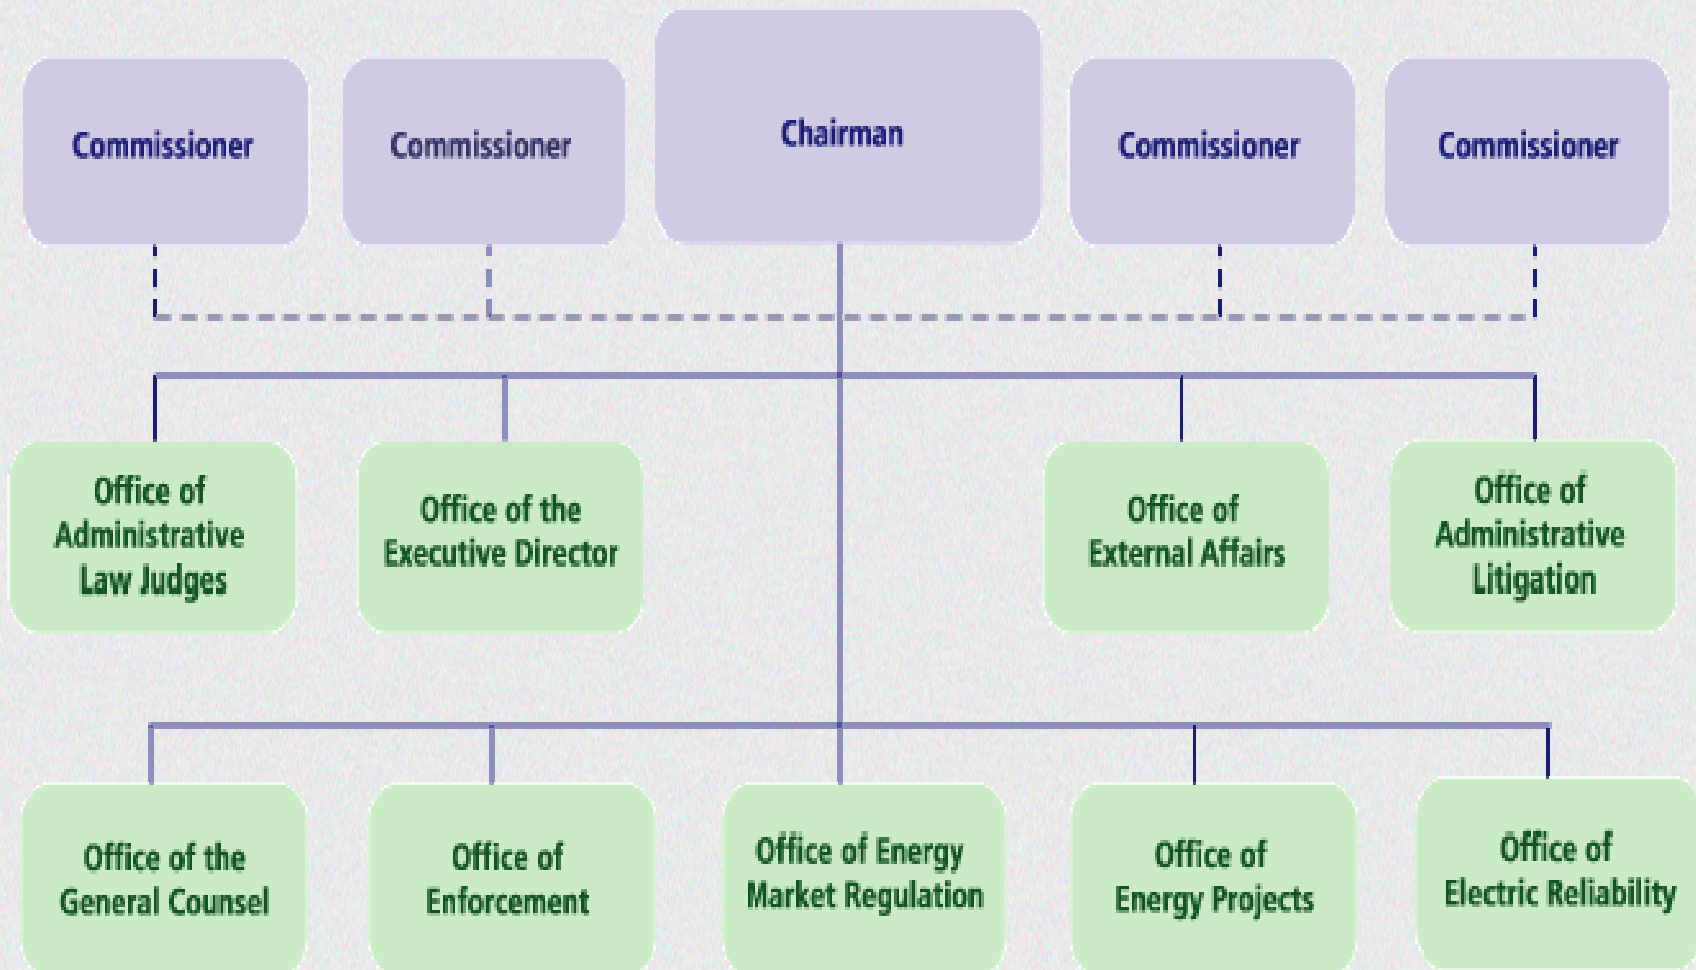 Commissioner
Commissioner
Chairman
Commissioner
Commissioner
Office of
Administrative
Law Judges
Office of the
Executive Director
Office of
External Affairs
Office of
Administrative
Litigation
Office of the
General Counsel
Office of
Enforcement
Office of Energy
Market Regulation
Office of
Energy Projects
Office of
Electric Reliability